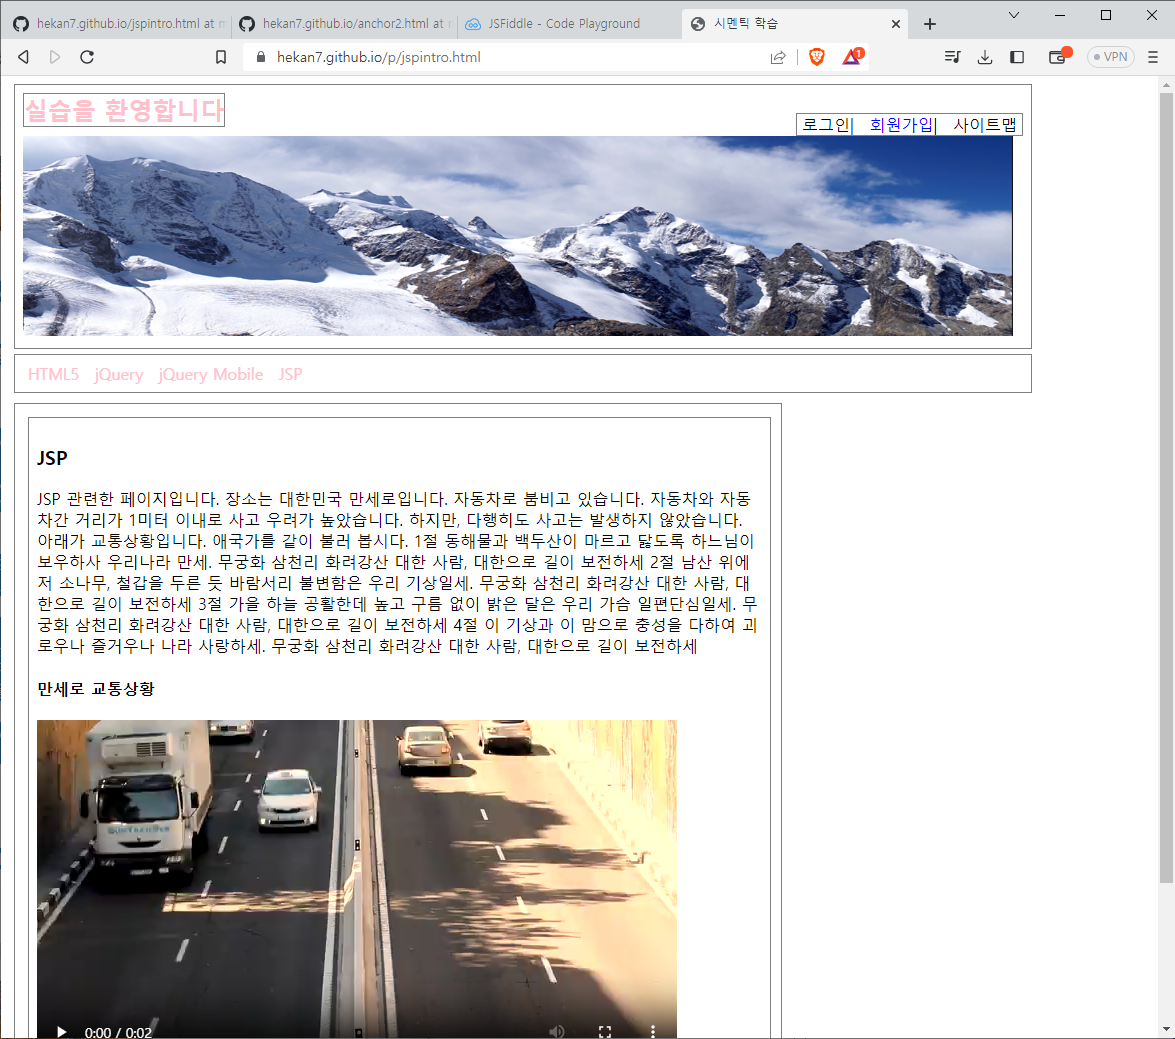 hekan7.github.io/jspintro.html at m
hekan7.github.io/anchor2.html at
JSFiddle - Code Playground
시멘틱 학습
hekan7.github.io/p/jspintro.html
1
VPN
실습을 환영합니다
로그인| 회원가입| 사이트맵
HTML5 jQuery jQuery Mobile JSP
JSP
JSP 관련한 페이지입니다. 장소는 대한민국 만세로입니다. 자동차로 붐비고 있습니다. 자동차와 자동
차간 거리가 1미터 이내로 사고 우려가 높았습니다. 하지만, 다행히도 사고는 발생하지 않았습니다.
아래가 교통상황입니다. 애국가를 같이 불러 봅시다. 1절 동해물과 백두산이 마르고 닳도록 하느님이
보우하사 우리나라 만세. 무궁화 삼천리 화려강산 대한 사람, 대한으로 길이 보전하세 2절 남산 위에
저 소나무, 철갑을 두른 듯 바람서리 불변함은 우리 기상일세. 무궁화 삼천리 화려강산 대한 사람, 대
한으로 길이 보전하세 3절 가을 하늘 공활한데 높고 구름 없이 밝은 달은 우리 가슴 일편단심일세. 무
궁화 삼천리 화려강산 대한 사람, 대한으로 길이 보전하세 4절 이 기상과 이 맘으로 충성을 다하여 괴
로우나 즐거우나 나라 사랑하세. 무궁화 삼천리 화려강산 대한 사람, 대한으로 길이 보전하세
만세로 교통상황
0:00 / 0:02